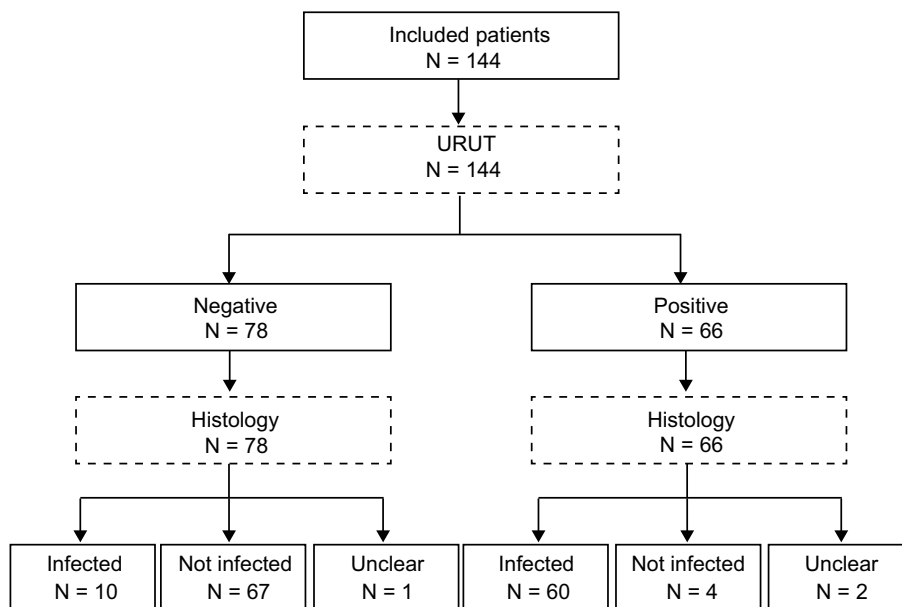 Included patients
N = 144
URUT
N = 144
Negative
N = 78
Positive
N = 66
Histology
N = 78
Histology
N = 66
Infected
N = 10
Not infected
N = 67
Unclear
N = 1
Infected
N = 60
Not infected
N = 4
Unclear
N = 2